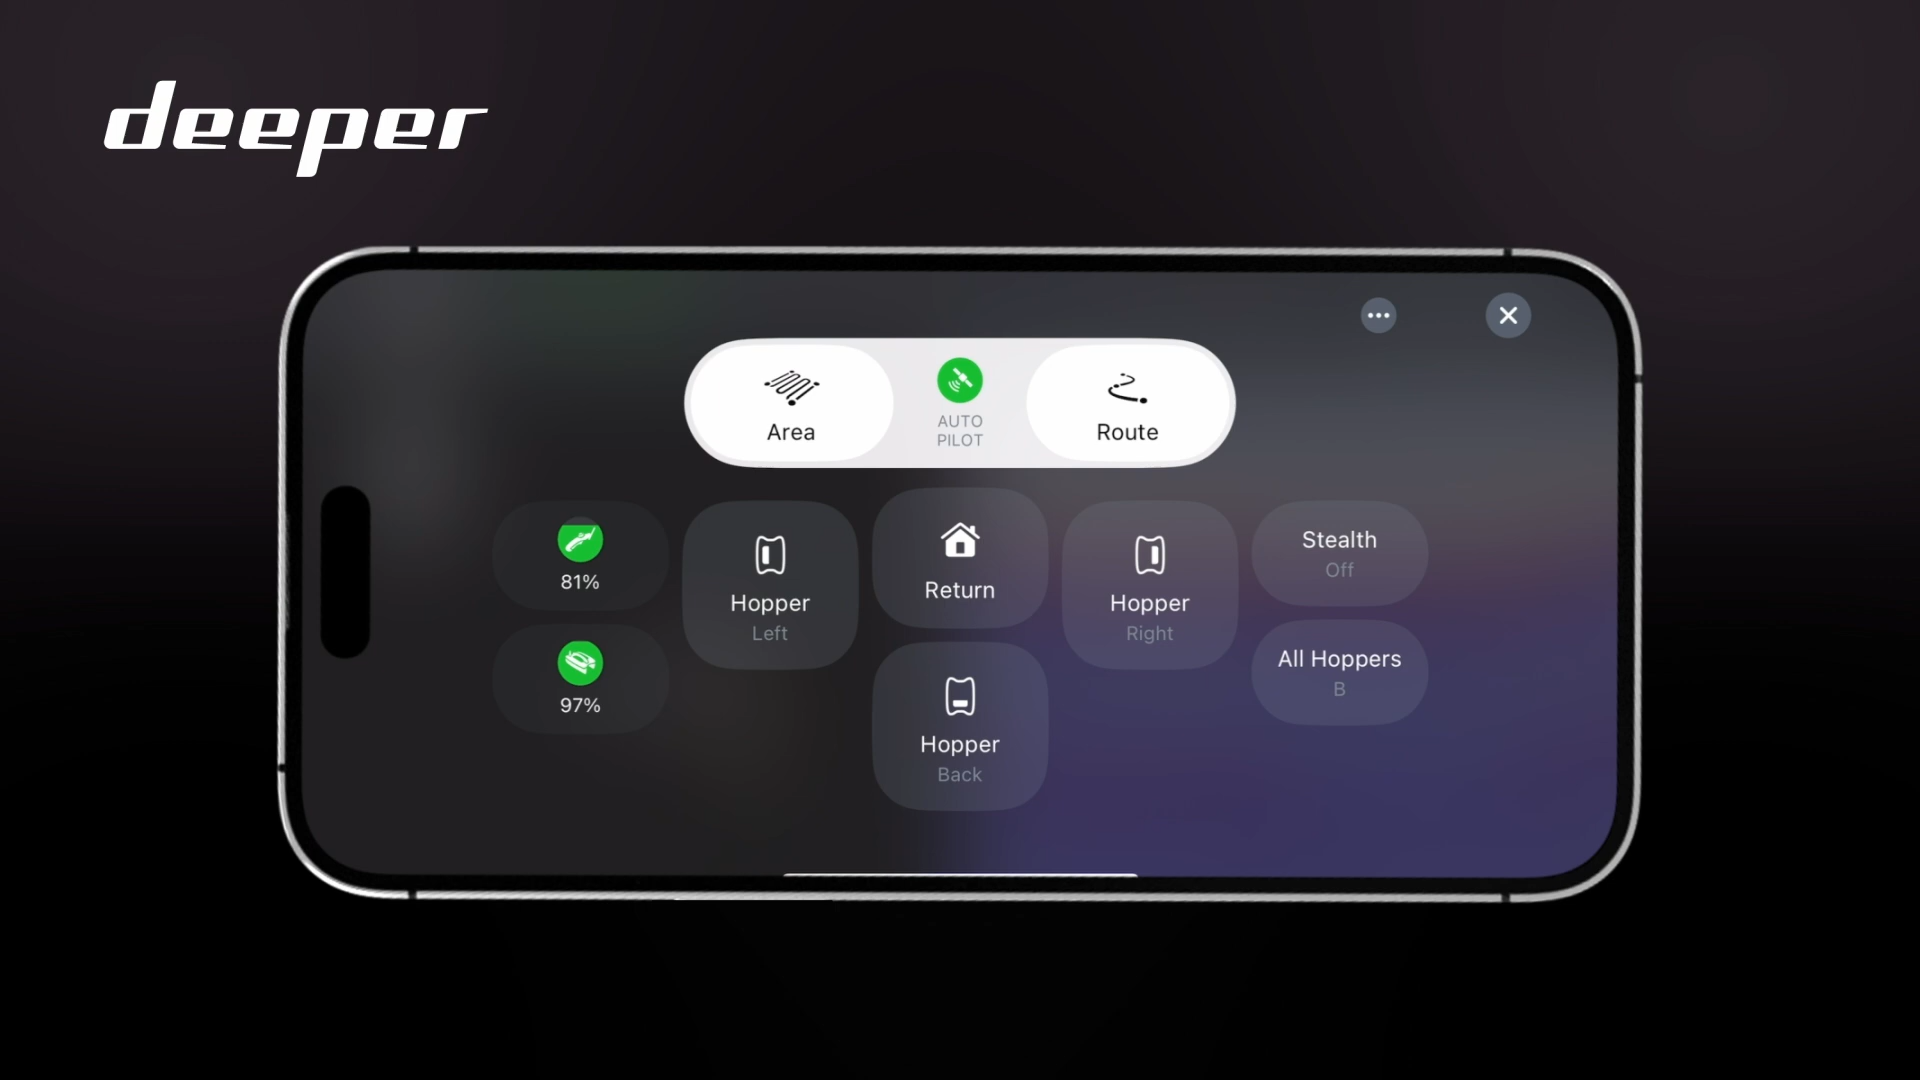 deeper
Area
AUTO
PILOT
Route
81%
97%
Hopper
Left
Return
Hopper
Back
Hopper
Right
Stealth
Off
All Hoppers
B